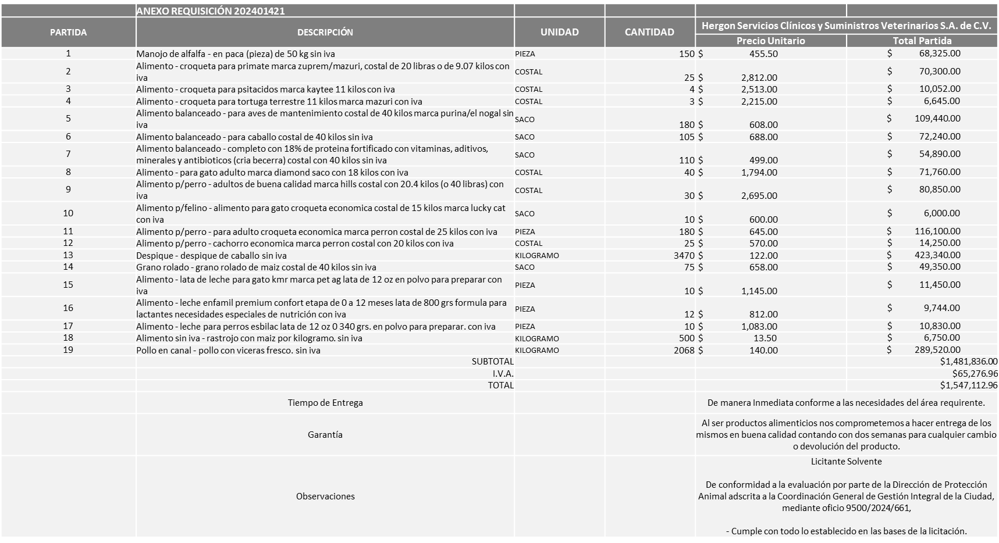 ANEXO REQUISICIÓN 202401421
PARTIDA DESCRIPCIÓN UNIDAD CANTIDAD Hergon Servicios Clínicos y Suministros Veterinarios S.A. de C.V.
Precio Unitario Total Partida
1 Manojo de alfalfa - en paca (pieza) de 50 kg sin iva PIEZA 150 $ 455.50 $ 68,325.00
2 Alimento - croqueta para primate marca zuprem/mazuri, costal de 20 libras o de 9.07 kilos con
iva COSTAL 25 $ 2,812.00 $ 70,300.00
3 Alimento - croqueta para psitacidos marca kaytee 11 kilos con iva COSTAL 4 $ 2,513.00 $ 10,052.00
4 Alimento - croqueta para tortuga terrestre 11 kilos marca mazuri con iva COSTAL 3 $ 2,215.00 $ 6,645.00
5 Alimento balanceado - para aves de mantenimiento costal de 40 kilos marca purina/el nogal sin
iva SACO 180 $ 608.00 $ 109,440.00
6 Alimento balanceado - para caballo costal de 40 kilos sin iva SACO 105 $ 688.00 $ 72,240.00
7 Alimento balanceado - completo con 18% de proteina fortificado con vitaminas, aditivos,
minerales y antibioticos (cria becerra) costal con 40 kilos sin iva SACO 110 $ 499.00 $ 54,890.00
8 Alimento - para gato adulto marca diamond saco con 18 kilos con iva COSTAL 40 $ 1,794.00 $ 71,760.00
9 Alimento p/perro - adultos de buena calidad marca hills costal con 20.4 kilos (o 40 libras) con
iva COSTAL 30 $ 2,695.00 $ 80,850.00
10 Alimento p/felino - alimento para gato croqueta economica costal de 15 kilos marca lucky cat
con iva SACO 10 $ 600.00 $ 6,000.00
11 Alimento p/perro - para adulto croqueta economica marca perron costal de 25 kilos con iva PIEZA 180 $ 645.00 $ 116,100.00
12 Alimento p/perro - cachorro economica marca perron costal con 20 kilos con iva COSTAL 25 $ 570.00 $ 14,250.00
13 Despique - despique de caballo sin iva KILOGRAMO 3470 $ 122.00 $ 423,340.00
14 Grano rolado - grano rolado de maiz costal de 40 kilos sin iva SACO 75 $ 658.00 $ 49,350.00
15 Alimento - lata de leche para gato kmr marca pet ag lata de 12 oz en polvo para preparar con
iva PIEZA 10 $ 1,145.00 $ 11,450.00
16 Alimento - leche enfamil premium confort etapa de 0 a 12 meses lata de 800 grs formula para
lactantes necesidades especiales de nutrición con iva PIEZA 12 $ 812.00 $ 9,744.00
17 Alimento - leche para perros esbilac lata de 12 oz 0 340 grs. en polvo para preparar. con iva PIEZA 10 $ 1,083.00 $ 10,830.00
18 Alimento sin iva - rastrojo con maiz por kilogramo. sin iva KILOGRAMO 500 $ 13.50 $ 6,750.00
19 Pollo en canal - pollo con viceras fresco. sin iva KILOGRAMO 2068 $ 140.00 $ 289,520.00
SUBTOTAL $1,481,836.00
I.V.A. $65,276.96
TOTAL $1,547,112.96
Tiempo de Entrega De manera Inmediata conforme a las necesidades del área requirente.
Garantía Al ser productos alimenticios nos comprometemos a hacer entrega de los
mismos en buena calidad contando con dos semanas para cualquier cambio
o devolución del producto.
Observaciones Licitante Solvente
De conformidad a la evaluación por parte de la Dirección de Protección
Animal adscrita a la Coordinación General de Gestión Integral de la Ciudad,
mediante oficio 9500/2024/661,
- Cumple con todo lo establecido en las bases de la licitación.